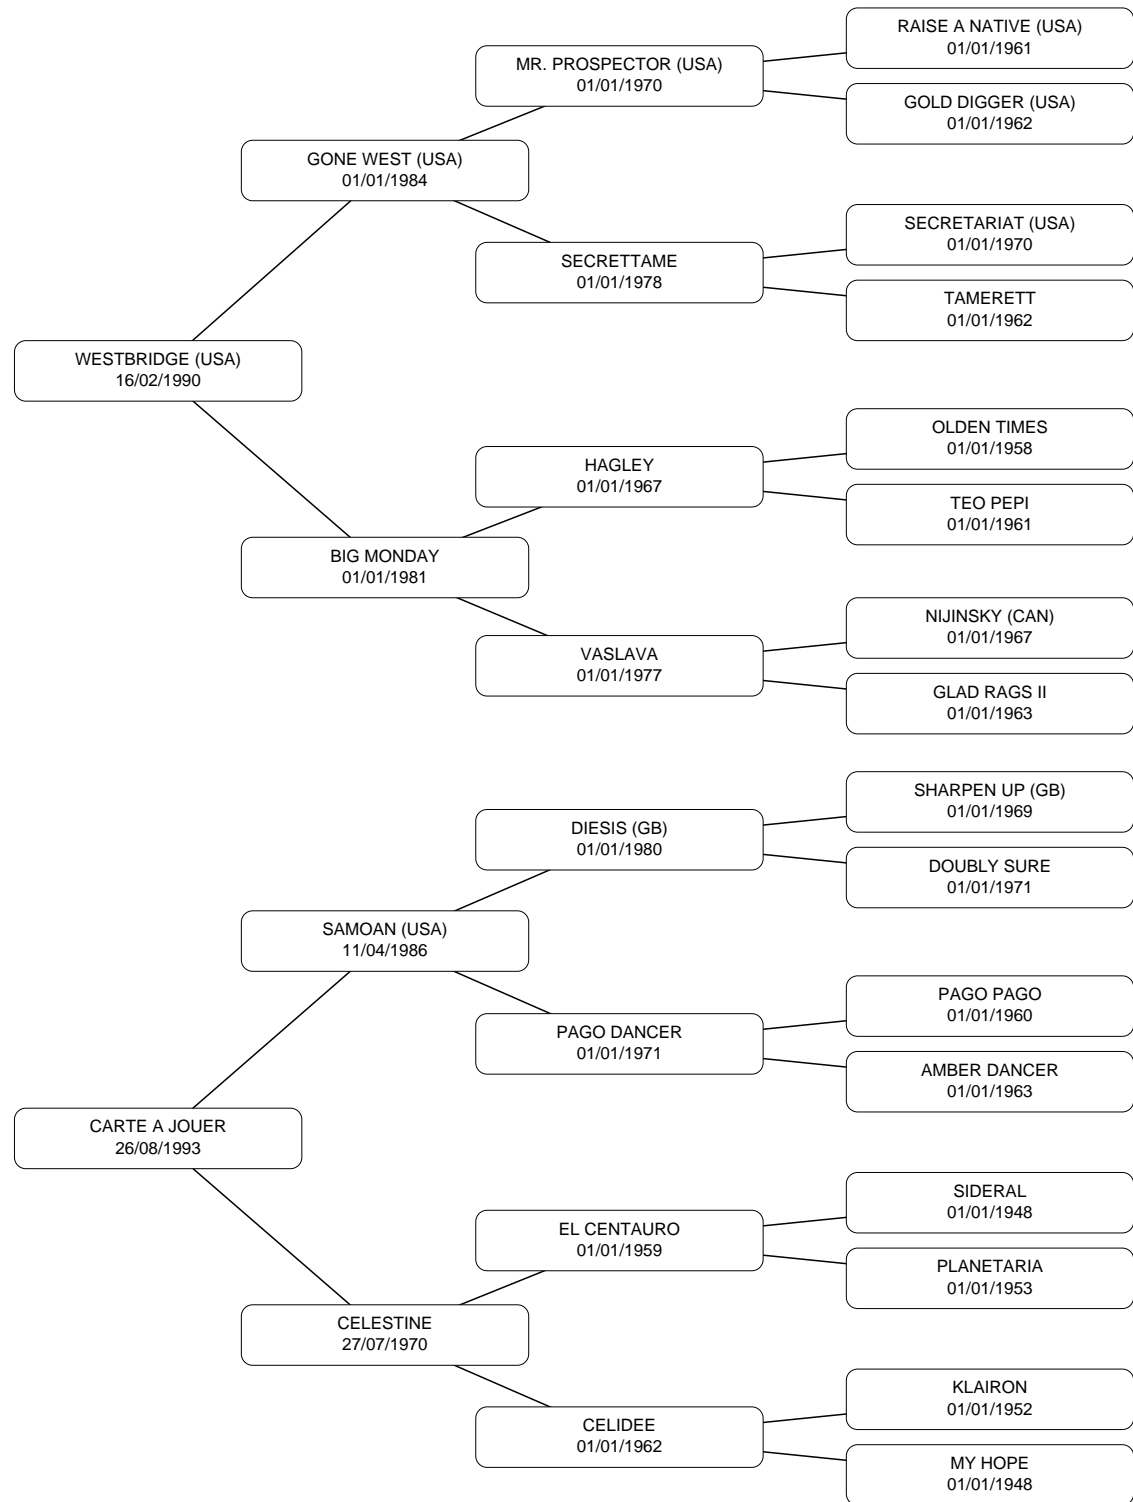 RAISE A NATIVE (USA)
01/01/1961
MR. PROSPECTOR (USA)
01/01/1970
GOLD DIGGER (USA)
01/01/1962
GONE WEST (USA)
01/01/1984
SECRETARIAT (USA)
01/01/1970
SECRETTAME
01/01/1978
TAMERETT
01/01/1962
WESTBRIDGE (USA)
16/02/1990
OLDEN TIMES
01/01/1958
HAGLEY
01/01/1967
TEO PEPI
01/01/1961
BIG MONDAY
01/01/1981
NIJINSKY (CAN)
01/01/1967
VASLAVA
01/01/1977
GLAD RAGS II
01/01/1963
SHARPEN UP (GB)
01/01/1969
DIESIS (GB)
01/01/1980
DOUBLY SURE
01/01/1971
SAMOAN (USA)
11/04/1986
PAGO PAGO
01/01/1960
PAGO DANCER
01/01/1971
AMBER DANCER
01/01/1963
CARTE A JOUER
26/08/1993
SIDERAL
01/01/1948
EL CENTAURO
01/01/1959
PLANETARIA
01/01/1953
CELESTINE
27/07/1970
KLAIRON
01/01/1952
CELIDEE
01/01/1962
MY HOPE
01/01/1948